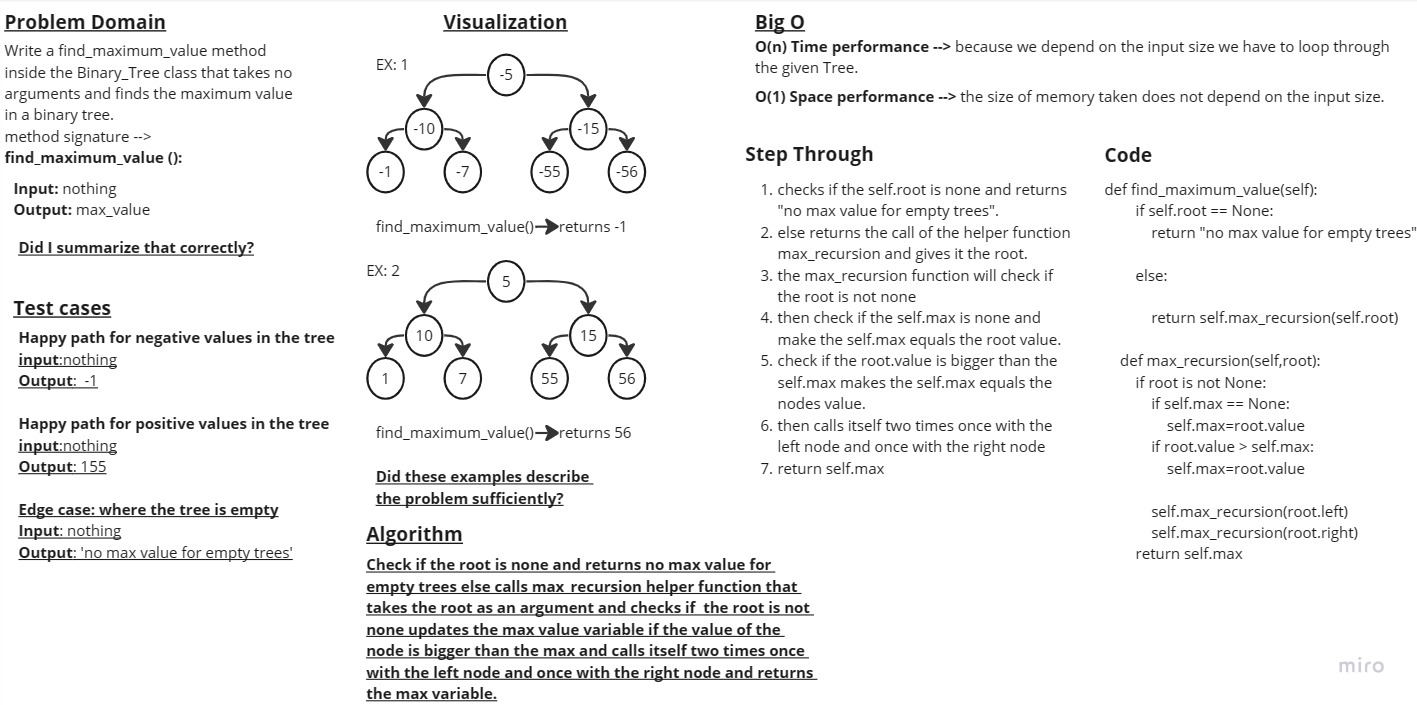 Problem Domain
Write a find_maximum_value method
inside the Binary_Tree class that takes no
arguments and finds the maximum value
in a binary tree.
method signature -->
find_maximum_value ():
Input: nothing
Output: max_value
Did I summarize that correctly?
Test cases
Happy path for negative values in the tree
input:nothing
Output:  -1
Happy path for positive values in the tree
input:nothing
Output: 155
Edge case: where the tree is empty
Input: nothing
Output: 'no max value for empty trees'
Visualization
EX: 1
-5
-10
-15
-1
-7
-55
-56
find_maximum_value() returns -1
EX: 2
5
10
15
1
7
55
56
find_maximum_value() returns 56
Did these examples describe
the problem sufficiently?
Algorithm
Check if the root is none and returns no max value for
empty trees else calls max_recursion helper function that
takes the root as an argument and checks if  the root is not
none updates the max value variable if the value of the
node is bigger than the max and calls itself two times once
with the left node and once with the right node and returns
the max variable.
Big O
O(n) Time performance --> because we depend on the input size we have to loop through
the given Tree.
O(1) Space performance --> the size of memory taken does not depend on the input size.
Step Through
1. checks if the self.root is none and returns
"no max value for empty trees".
2. else returns the call of the helper function
max_recursion and gives it the root.
3. the max_recursion function will check if
the root is not none
4. then check if the self.max is none and
make the self.max equals the root value.
5. check if the root.value is bigger than the
self.max makes the self.max equals the
nodes value.
6. then calls itself two times once with the
left node and once with the right node
7. return self.max
Code
def find_maximum_value(self):
if self.root == None:
return "no max value for empty trees"
else:
return self.max_recursion(self.root)
def max_recursion(self,root):
if root is not None:
if self.max == None:
self.max=root.value
if root.value > self.max:
self.max=root.value
self.max_recursion(root.left)
self.max_recursion(root.right)
return self.max
miro